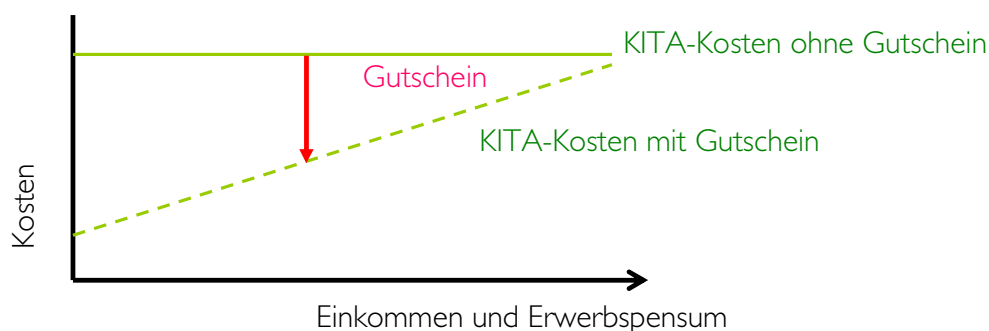 KITA-Kosten ohne Gutschein
Gutschein
KITA-Kosten mit Gutschein
Kosten
Einkommen und Erwerbspensum